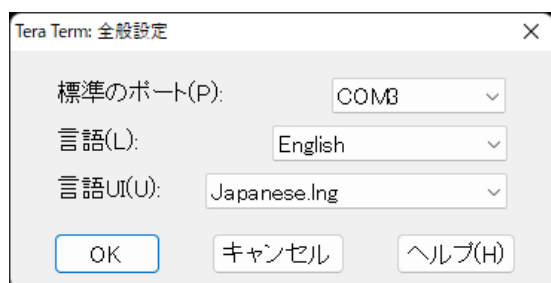 Tera Term: 全般設定
標準のポート(P): COM3
言語(L): English
言語UI(U): Japanese.lng
OK キャンセル ヘルプ(H)